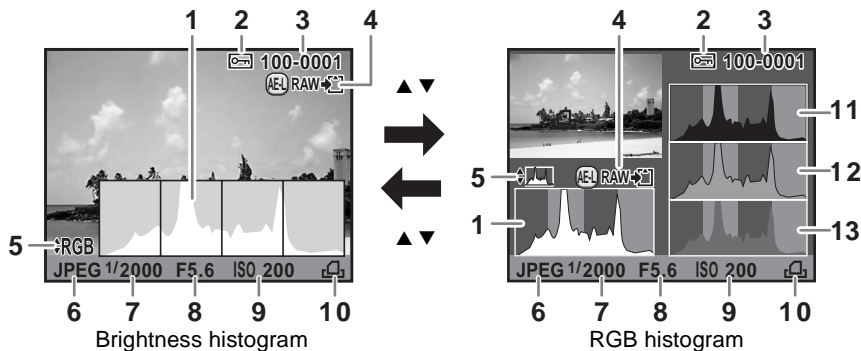 1 2 3 4
100-0001
AE-L RAW
5 RGB
JPEG 1/2000 F5.6 ISO 200
6 7 8 9 10
Brightness histogram
▲▼
▲▼
4 2 3
100-0001
11
5 AE-L RAW
12
1
13
JPEG 1/2000 F5.6 ISO 200
6 7 8 9 10
RGB histogram